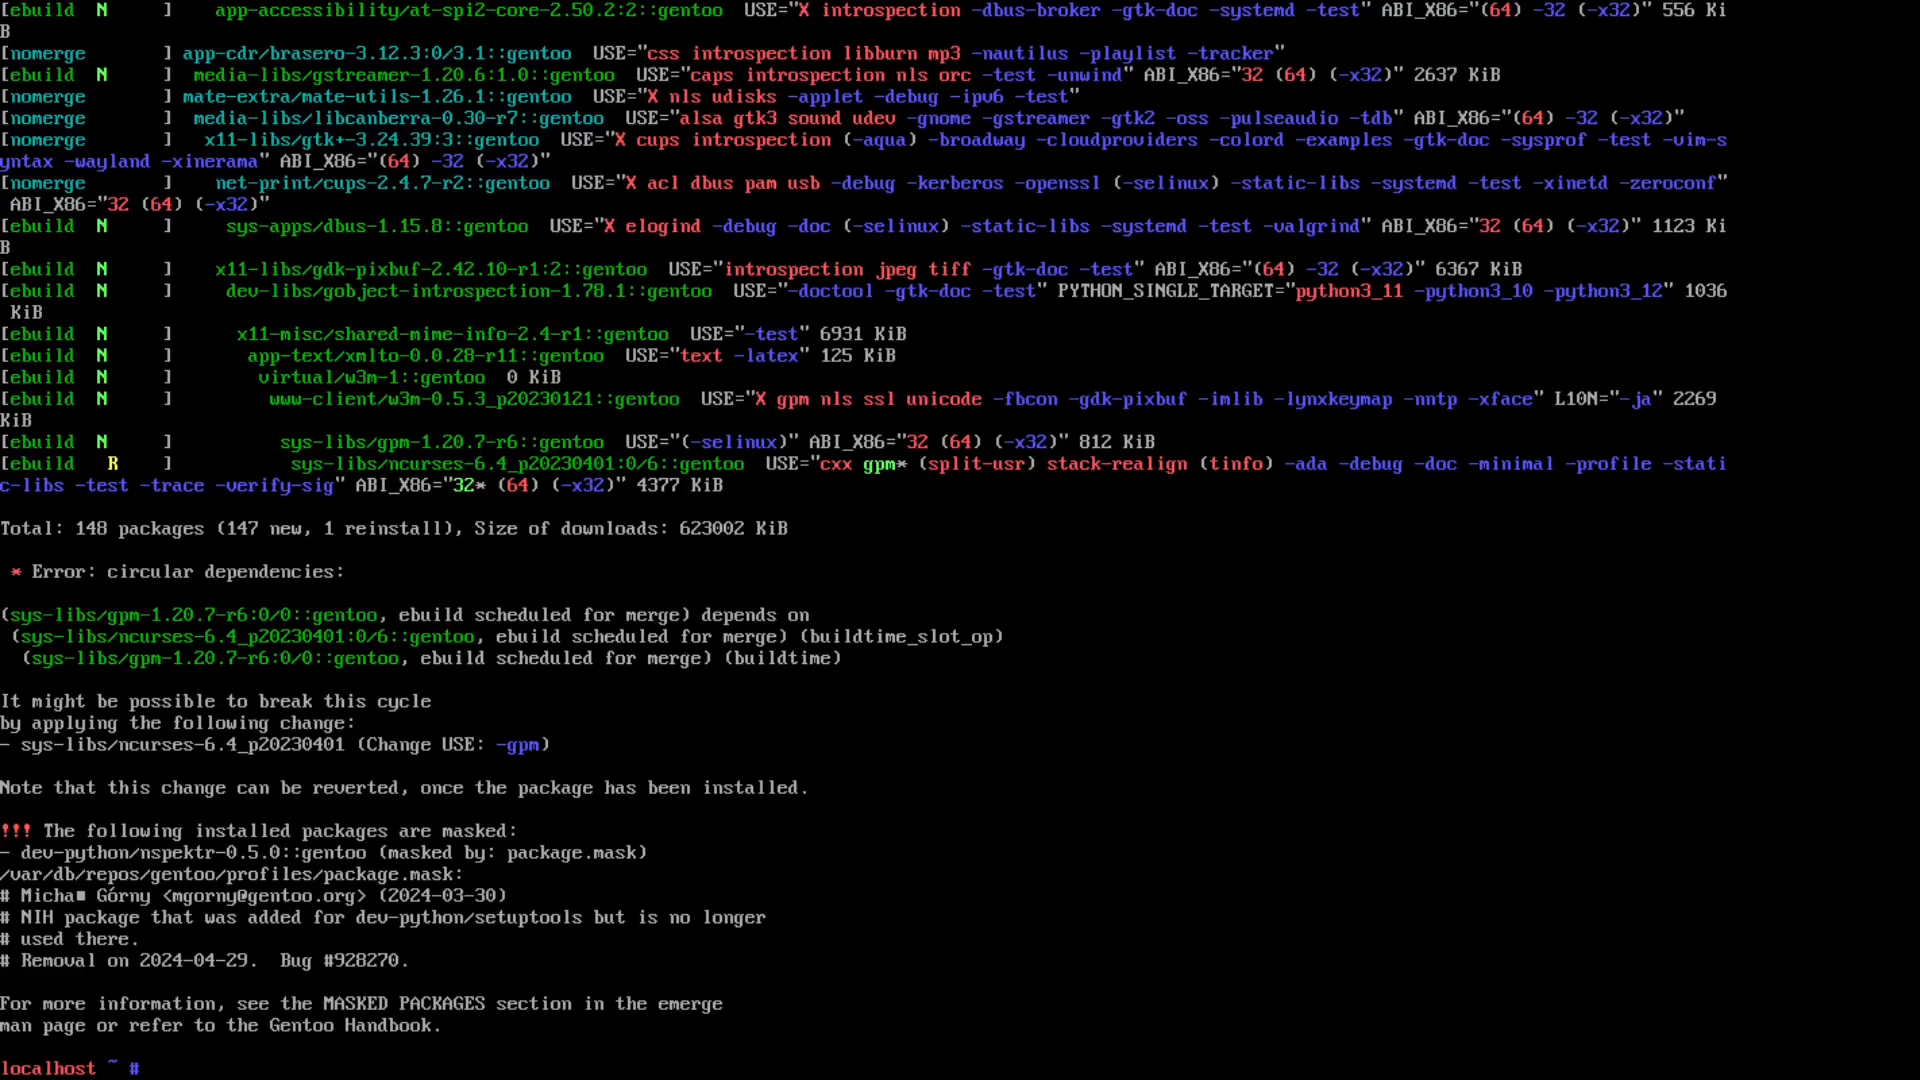 [ebuild  N     ]    app-accessibility/at-spi2-core-2.50.2:2::gentoo  USE="X introspection -dbus-broker -gtk-doc -systemd -test" ABI_X86="(64) -32 (-x32)" 556 Ki
B
[nomerge       ] app-cdr/brasero-3.12.3:0/3.1::gentoo  USE="css introspection libburn mp3 -nautilus -playlist -tracker"
[ebuild  N     ]  media-libs/gstreamer-1.20.6:1.0::gentoo  USE="caps introspection nls orc -test -unwind" ABI_X86="32 (64) (-x32)" 2637 KiB
[nomerge       ] mate-extra/mate-utils-1.26.1::gentoo  USE="X nls udisks -applet -debug -ipv6 -test"
[nomerge       ]  media-libs/libcanberra-0.30-r7::gentoo  USE="alsa gtk3 sound udev -gnome -gstreamer -gtk2 -oss -pulseaudio -tdb" ABI_X86="(64) -32 (-x32)"
[nomerge       ]   x11-libs/gtk+-3.24.39:3::gentoo  USE="X cups introspection (-aqua) -broadway -cloudproviders -colord -examples -gtk-doc -sysprof -test -vim-s
yntax -wayland -xinerama" ABI_X86="(64) -32 (-x32)"
[nomerge       ]    net-print/cups-2.4.7-r2::gentoo  USE="X acl dbus pam usb -debug -kerberos -openssl (-selinux) -static-libs -systemd -test -xinetd -zeroconf"
 ABI_X86="32 (64) (-x32)"
[ebuild  N     ]     sys-apps/dbus-1.15.8::gentoo  USE="X elogind -debug -doc (-selinux) -static-libs -systemd -test -valgrind" ABI_X86="32 (64) (-x32)" 1123 Ki
B
[ebuild  N     ]    x11-libs/gdk-pixbuf-2.42.10-r1:2::gentoo  USE="introspection jpeg tiff -gtk-doc -test" ABI_X86="(64) -32 (-x32)" 6367 KiB
[ebuild  N     ]     dev-libs/gobject-introspection-1.78.1::gentoo  USE="-doctool -gtk-doc -test" PYTHON_SINGLE_TARGET="python3_11 -python3_10 -python3_12" 1036
 KiB
[ebuild  N     ]      x11-misc/shared-mime-info-2.4-r1::gentoo  USE="-test" 6931 KiB
[ebuild  N     ]       app-text/xmlto-0.0.28-r11::gentoo  USE="text -latex" 125 KiB
[ebuild  N     ]        virtual/w3m-1::gentoo  0 KiB
[ebuild  N     ]         www-client/w3m-0.5.3_p20230121::gentoo  USE="X gpm nls ssl unicode -fbcon -gdk-pixbuf -imlib -lynxkeymap -nntp -xface" L10N="-ja" 2269
KiB
[ebuild  N     ]          sys-libs/gpm-1.20.7-r6::gentoo  USE="(-selinux)" ABI_X86="32 (64) (-x32)" 812 KiB
[ebuild   R    ]           sys-libs/ncurses-6.4_p20230401:0/6::gentoo  USE="cxx gpm* (split-usr) stack-realign (tinfo) -ada -debug -doc -minimal -profile -stati
c-libs -test -trace -verify-sig" ABI_X86="32* (64) (-x32)" 4377 KiB
Total: 148 packages (147 new, 1 reinstall), Size of downloads: 623002 KiB
 * Error: circular dependencies:
(sys-libs/gpm-1.20.7-r6:0/0::gentoo, ebuild scheduled for merge) depends on
 (sys-libs/ncurses-6.4_p20230401:0/6::gentoo, ebuild scheduled for merge) (buildtime_slot_op)
  (sys-libs/gpm-1.20.7-r6:0/0::gentoo, ebuild scheduled for merge) (buildtime)
It might be possible to break this cycle
by applying the following change:
- sys-libs/ncurses-6.4_p20230401 (Change USE: -gpm)
Note that this change can be reverted, once the package has been installed.
!!! The following installed packages are masked:
- dev-python/nspektr-0.5.0::gentoo (masked by: package.mask)
/var/db/repos/gentoo/profiles/package.mask:
# Micha■ Górny <mgorny@gentoo.org> (2024-03-30)
# NIH package that was added for dev-python/setuptools but is no longer
# used there.
# Removal on 2024-04-29.  Bug #928270.
For more information, see the MASKED PACKAGES section in the emerge
man page or refer to the Gentoo Handbook.
localhost ~ #